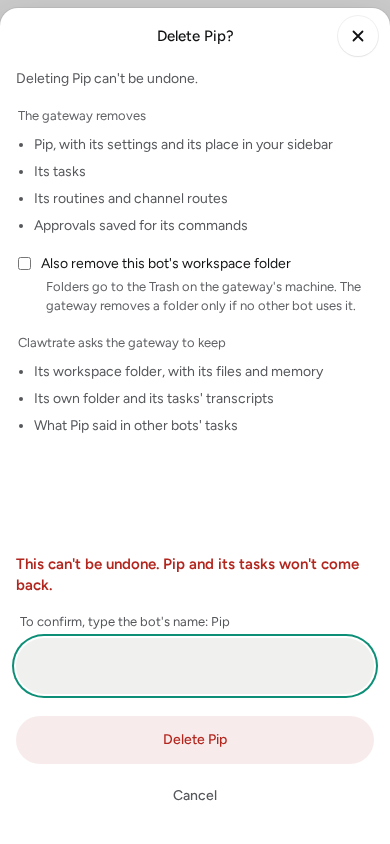 Delete Pip?
Deleting Pip can't be undone.
The gateway removes
• Pip, with its settings and its place in your sidebar
• Its tasks
• Its routines and channel routes
• Approvals saved for its commands
Also remove this bot's workspace folder
Folders go to the Trash on the gateway's machine. The
gateway removes a folder only if no other bot uses it.
Clawtrate asks the gateway to keep
• Its workspace folder, with its files and memory
• Its own folder and its tasks' transcripts
• What Pip said in other bots' tasks
This can't be undone. Pip and its tasks won't come
back.
To confirm, type the bot's name: Pip
Delete Pip
Cancel